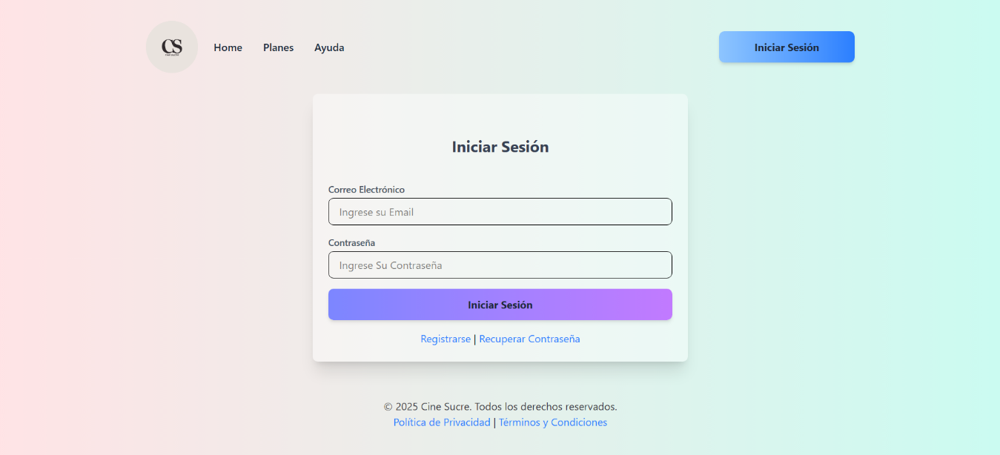 CS
Home Planes Ayuda Iniciar Sesión
Iniciar Sesión
Correo Electrónico
Ingrese su Email
Contraseña
Ingrese Su Contraseña
Iniciar Sesión
Registrarse | Recuperar Contraseña
© 2025 Cine Sucre. Todos los derechos reservados.
Política de Privacidad | Términos y Condiciones